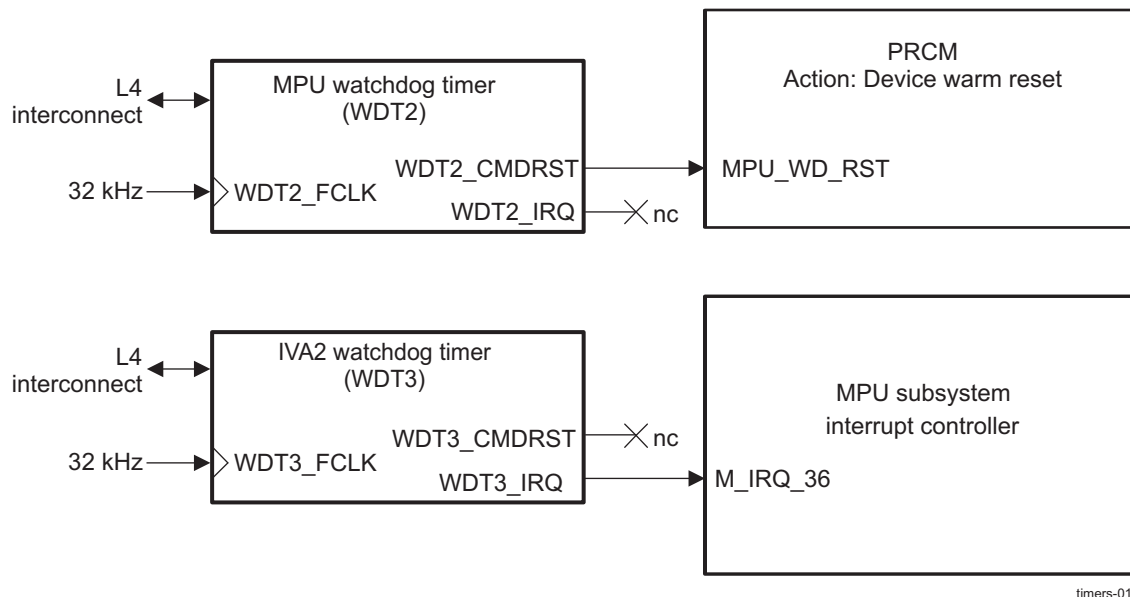 L4
interconnect
MPU watchdog timer
(WDT2)
32 kHz
WDT2_FCLK
WDT2_CMDRST
WDT2_IRQ
nc
PRCM
Action: Device warm reset
MPU_WD_RST
L4
interconnect
IVA2 watchdog timer
(WDT3)
32 kHz
WDT3_FCLK
WDT3_CMDRST
nc
WDT3_IRQ
MPU subsystem
interrupt controller
M_IRQ_36
timers-01